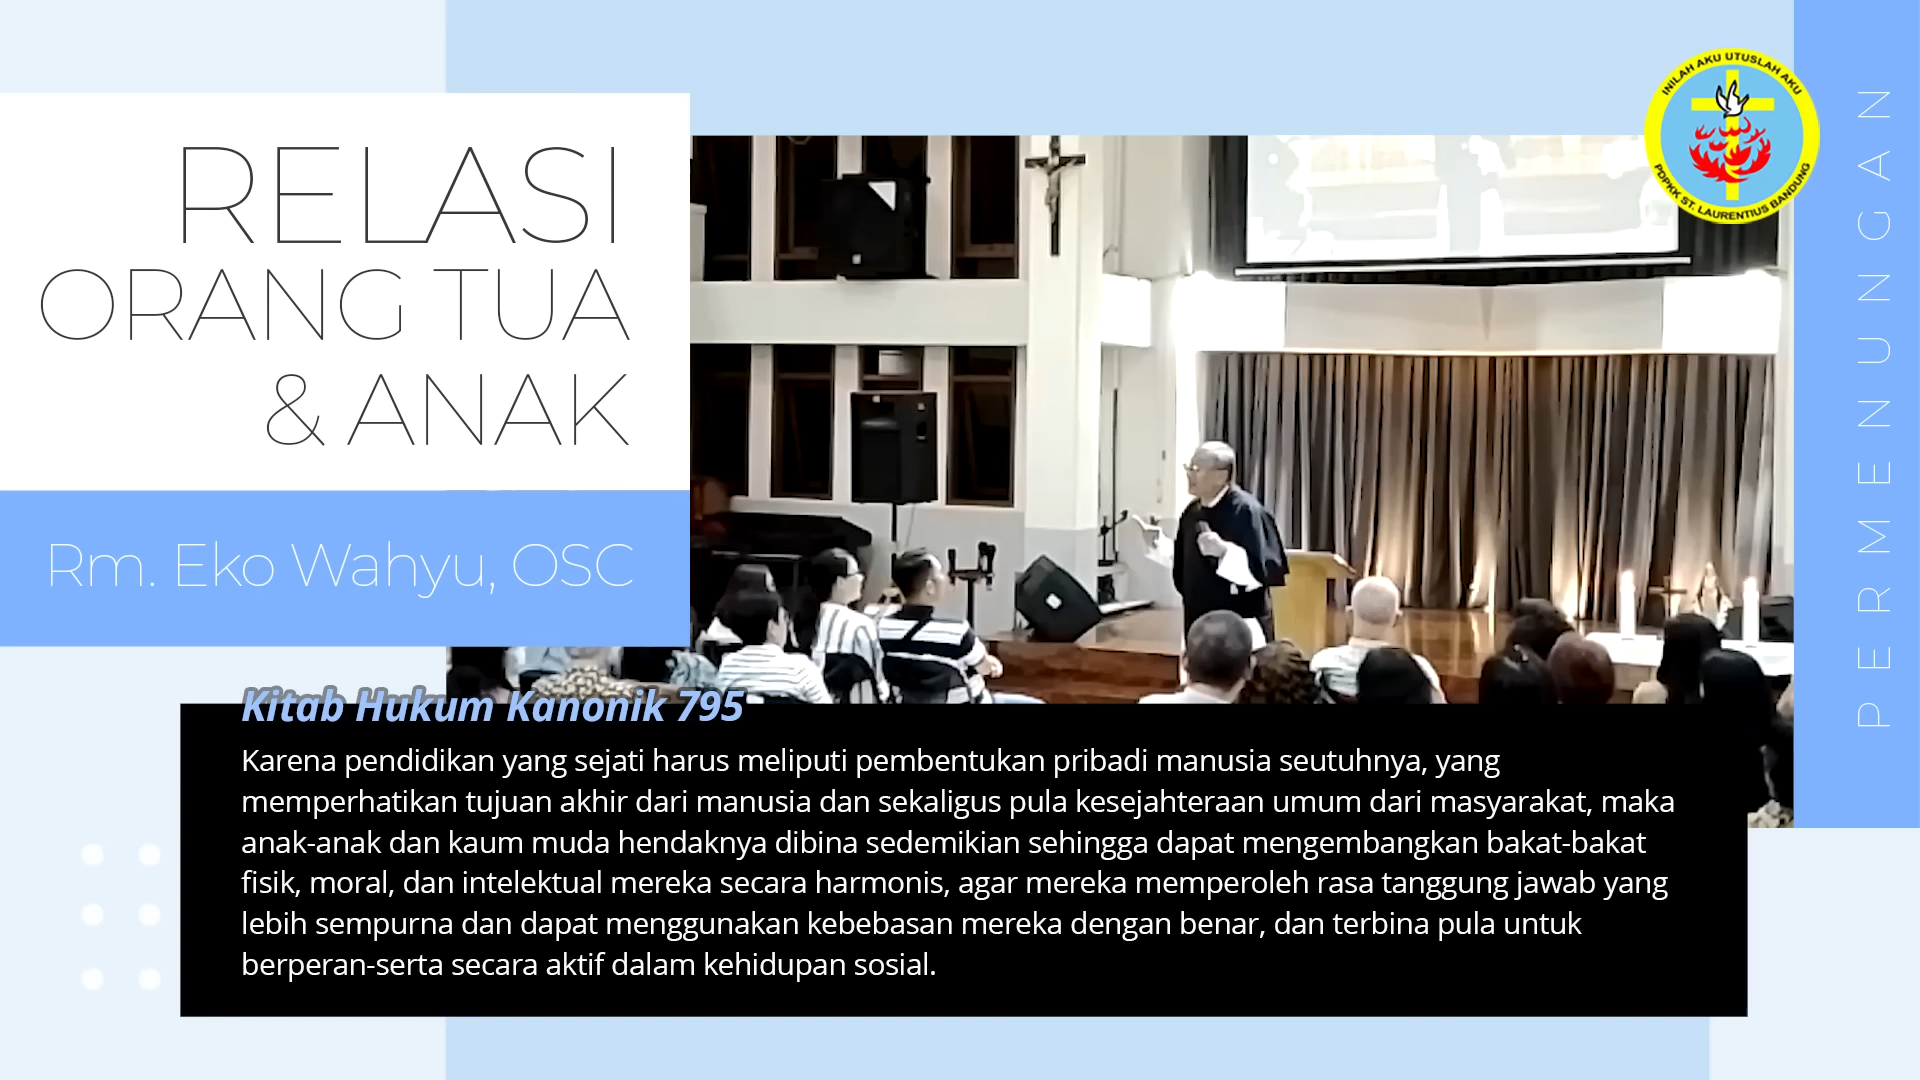 RELASI
ORANG TUA
& ANAK
Rm. Eko Wahyu, OSC
INILAH AKU UTUSLAH AKU
PDPKK ST. LAURENTIUS BANDUNG
PERMENUNGAN
Kitab Hukum Kanonik 795
Karena pendidikan yang sejati harus meliputi pembentukan pribadi manusia seutuhnya, yang
memperhatikan tujuan akhir dari manusia dan sekaligus pula kesejahteraan umum dari masyarakat, maka
anak-anak dan kaum muda hendaknya dibina sedemikian sehingga dapat mengembangkan bakat-bakat
fisik, moral, dan intelektual mereka secara harmonis, agar mereka memperoleh rasa tanggung jawab yang
lebih sempurna dan dapat menggunakan kebebasan mereka dengan benar, dan terbina pula untuk
berperan-serta secara aktif dalam kehidupan sosial.